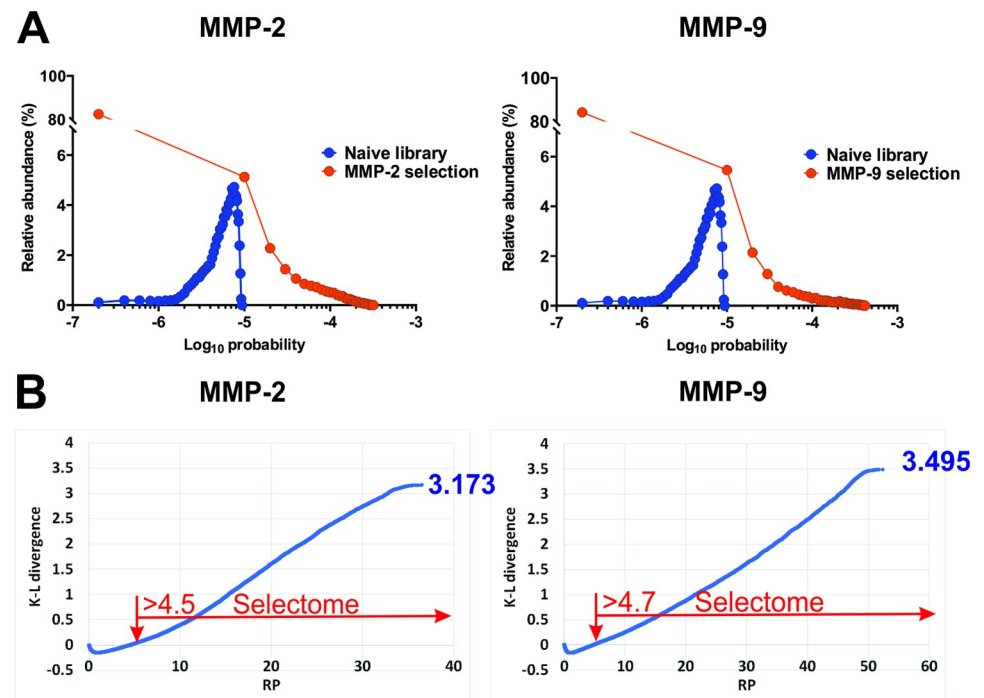 A
MMP-2
MMP-9
Relative abundance (%)
100
80
6
4
2
0
-7
-6
-5
-4
-3
Log10 probability
Naive library
MMP-2 selection
Relative abundance (%)
100
80
6
4
2
0
-7
-6
-5
-4
-3
Log10 probability
Naive library
MMP-9 selection
B
MMP-2
MMP-9
K-L divergence
4
3.5
3
2.5
2
1.5
1
0.5
0
-0.5
0
10
20
30
40
RP
3.173
>4.5 Selectome
K-L divergence
4
3.5
3
2.5
2
1.5
1
0.5
0
-0.5
0
10
20
30
40
50
60
RP
3.495
>4.7 Selectome